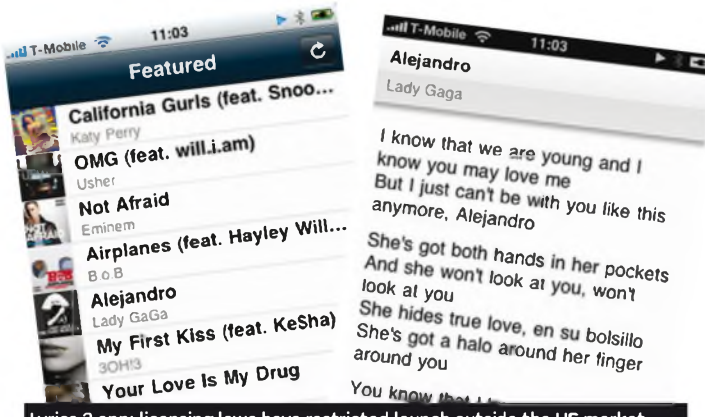 T-Mobile 11:03
Featured
California Gurls (feat. Snoo...
Katy Perry
OMG (feat. will.i.am)
Usher
Not Afraid
Eminem
Airplanes (feat. Hayley Will...
B.o.B
Alejandro
Lady GaGa
My First Kiss (feat. Ke$ha)
3OH!3
Your Love Is My Drug
T-Mobile 11:03
Alejandro
Lady Gaga
I know that we are young and I
know you may love me
But I just can't be with you like this
anymore, Alejandro
She's got both hands in her pockets
And she won't look at you, won't
look at you
She hides true love, en su bolsillo
She's got a halo around her finger
around you
You know that I
app: licensing laws have restricted launch outside the US market